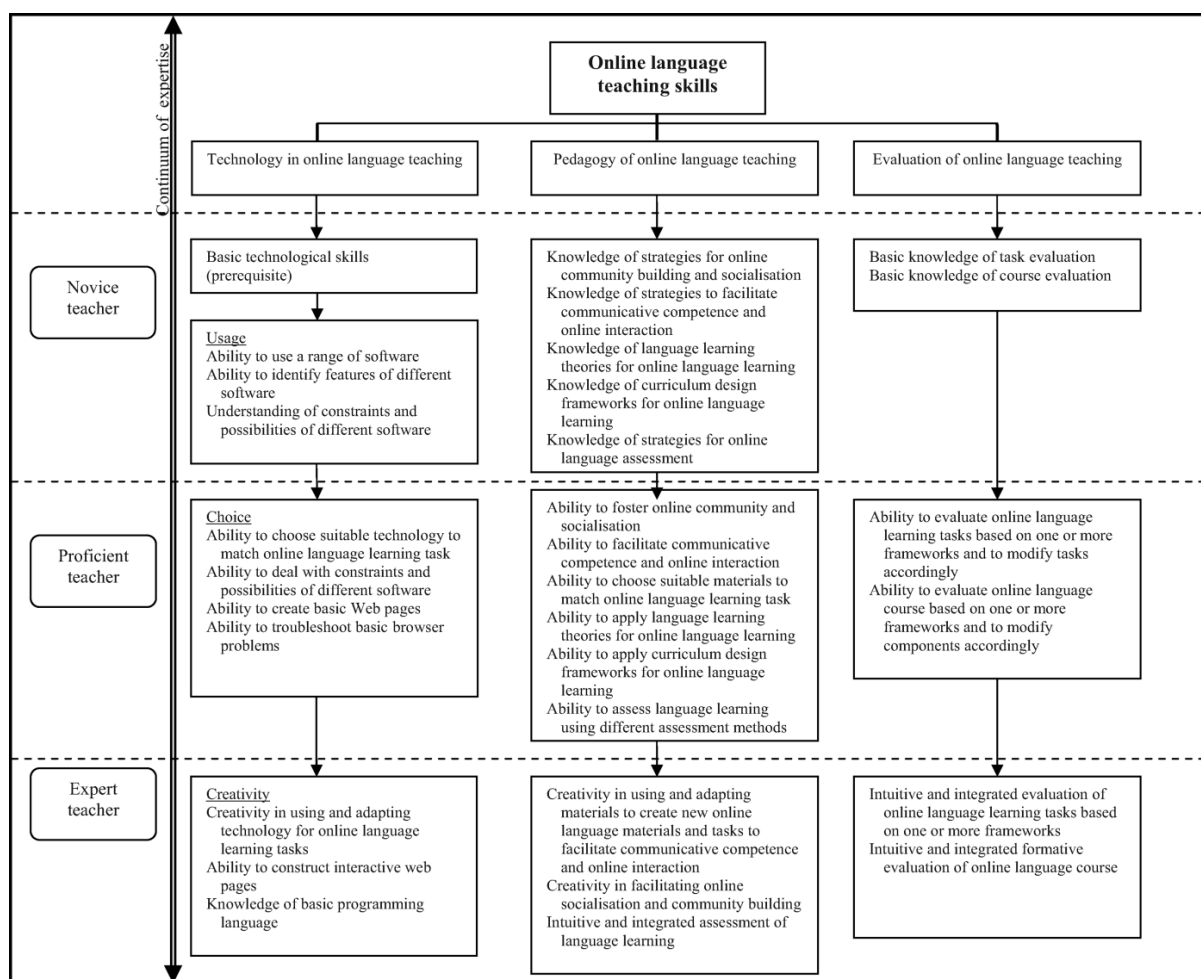 Continuum of expertise
Online language
teaching skills
Technology in online language teaching
Pedagogy of online language teaching
Evaluation of online language teaching
Novice
teacher
Basic technological skills
(prerequisite)
Usage
Ability to use a range of software
Ability to identify features of different
software
Understanding of constraints and
possibilities of different software
Knowledge of strategies for online
community building and socialisation
Knowledge of strategies to facilitate
communicative competence and
online interaction
Knowledge of language learning
theories for online language learning
Knowledge of curriculum design
frameworks for online language
learning
Knowledge of strategies for online
language assessment
Basic knowledge of task evaluation
Basic knowledge of course evaluation
Proficient
teacher
Choice
Ability to choose suitable technology to
match online language learning task
Ability to deal with constraints and
possibilities of different software
Ability to create basic Web pages
Ability to troubleshoot basic browser
problems
Ability to foster online community and
socialisation
Ability to facilitate communicative
competence and online interaction
Ability to choose suitable materials to
match online language learning task
Ability to apply language learning
theories for online language learning
Ability to apply curriculum design
frameworks for online language
learning
Ability to assess language learning
using different assessment methods
Ability to evaluate online language
learning tasks based on one or more
frameworks and to modify tasks
accordingly
Ability to evaluate online language
course based on one or more
frameworks and to modify
components accordingly
Expert
teacher
Creativity
Creativity in using and adapting
technology for online language
learning tasks
Ability to construct interactive web
pages
Knowledge of basic programming
language
Creativity in using and adapting
materials to create new online
language materials and tasks to
facilitate communicative competence
and online interaction
Creativity in facilitating online
socialisation and community building
Intuitive and integrated assessment of
language learning
Intuitive and integrated evaluation of
online language learning tasks based
on one or more frameworks
Intuitive and integrated formative
evaluation of online language course